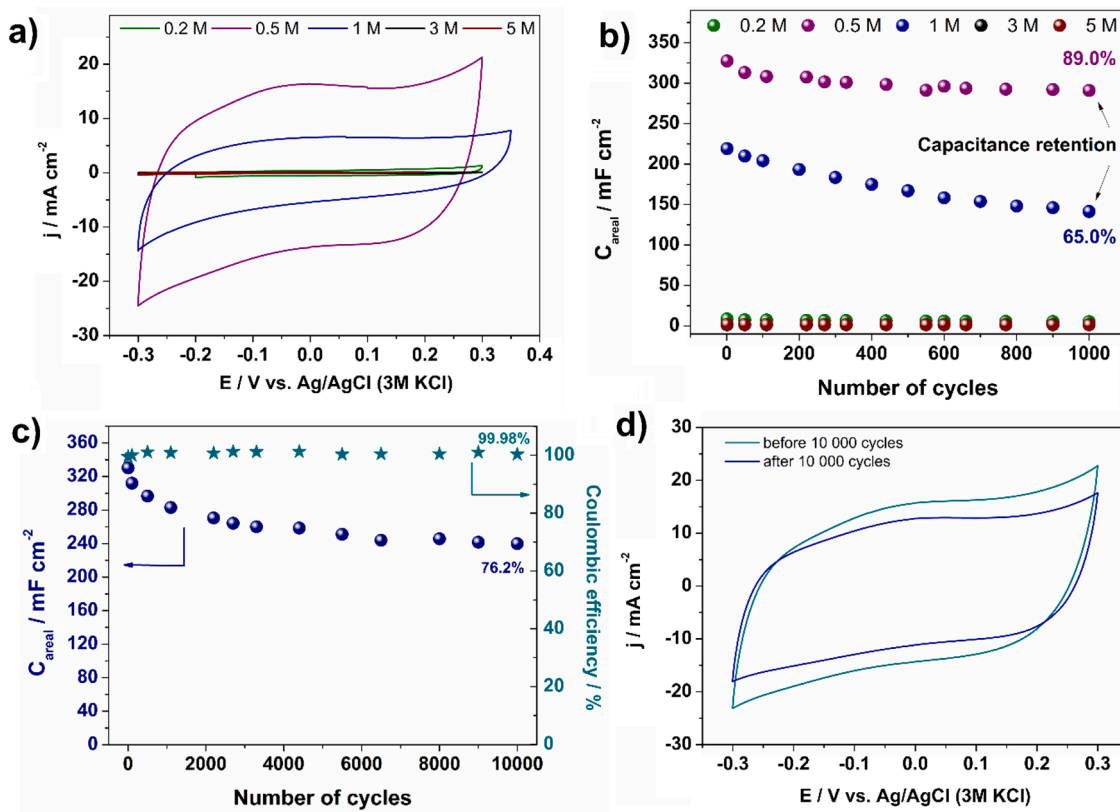 a)
0.2 M 0.5 M 1 M 3 M 5 M
20
10
0
-10
-20
-30
j / mA cm-2
-0.3 -0.2 -0.1 0.0 0.1 0.2 0.3 0.4
E / V vs. Ag/AgCl (3M KCl)
b)
0.2 M 0.5 M 1 M 3 M 5 M
350
300
250
200
150
100
50
0
C areal / mF cm-2
89.0%
Capacitance retention
65.0%
0 200 400 600 800 1000
Number of cycles
c)
360
320
280
240
200
160
120
80
40
0
C areal / mF cm-2
99.98%
76.2%
100
80
60
40
20
0
Coulombic efficiency / %
0 2000 4000 6000 8000 10000
Number of cycles
d)
before 10 000 cycles
after 10 000 cycles
30
20
10
0
-10
-20
-30
j / mA cm-2
-0.3 -0.2 -0.1 0.0 0.1 0.2 0.3
E / V vs. Ag/AgCl (3M KCl)